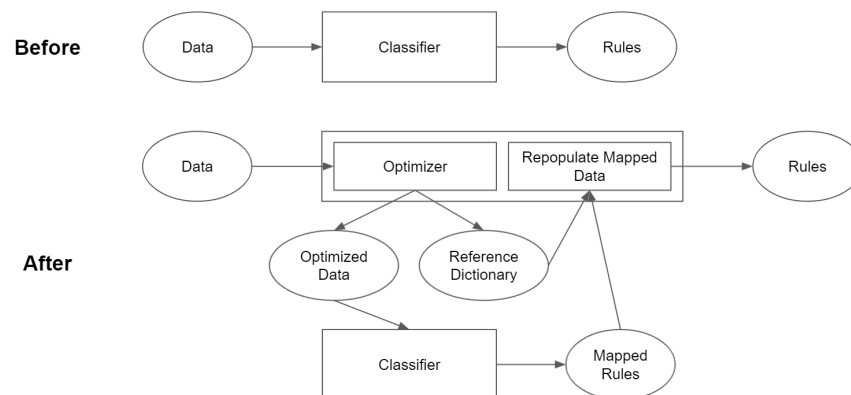 Before
Data
Classifier
Rules
Data
Optimizer
Repopulate Mapped
Data
Rules
After
Optimized
Data
Reference
Dictionary
Classifier
Mapped
Rules